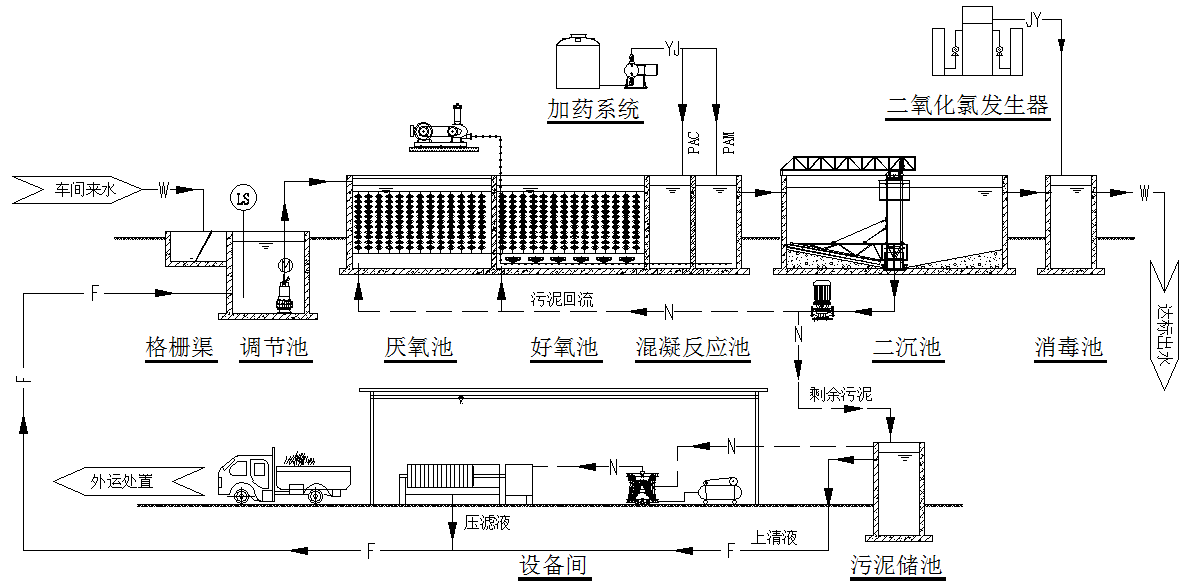 JY
YJ
加药系统
二氧化氯发生器
PAC
PAM
车间来水
W
LS
W
M
F
污泥回流
N
N
达标出水
格栅渠
调节池
厌氧池
好氧池
混凝反应池
二沉池
消毒池
F
剩余污泥
N
N
外运处置
压滤液
上清液
F
F
设备间
污泥储池